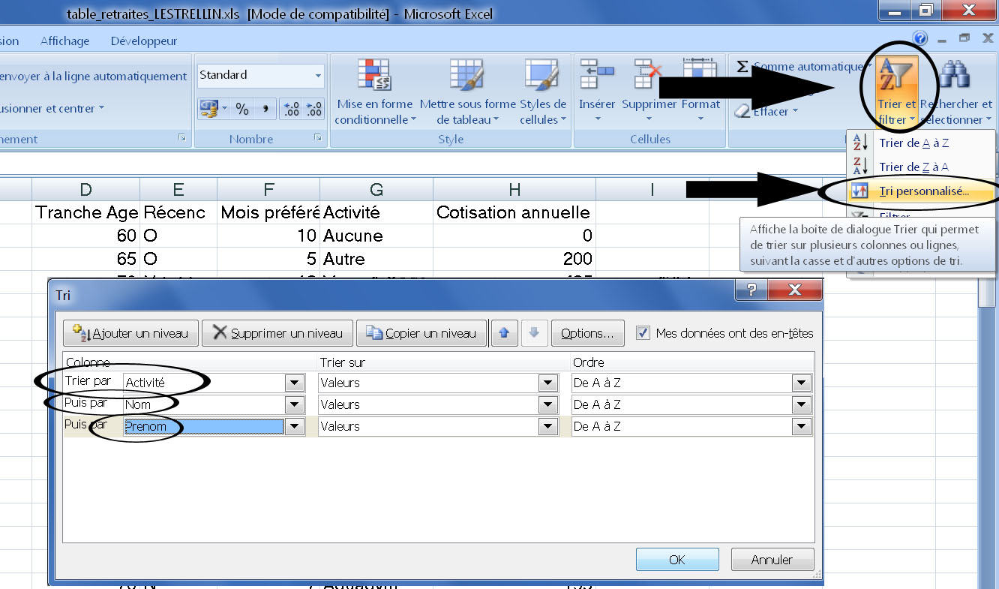 table_retraites_LESTRELLIN.xls [Mode de compatibilité] - Microsoft Excel
sion Affichage Développeur
envoyer à la ligne automatiquement
usionner et centrer
nement
Standard
% , ,0 ,00 ,00 ,0
Nombre
Mise en forme conditionnelle
Mettre sous forme de tableau
Styles de cellules
Style
Insérer Supprimer Format
Cellules
Σ Somme automatique
Effacer
Trier et filtrer
Rechercher et sélectionner
Trier de A à Z
Trier de Z à A
Tri personnalisé...
Filtrer
Affiche la boîte de dialogue Trier qui permet
de trier sur plusieurs colonnes ou lignes,
suivant la casse et d'autres options de tri.
D E F G H I
Tranche Age Récenc Mois préféré Activité Cotisation annuelle
60 O 10 Aucune 0
65 O 5 Autre 200
Tri
Ajouter un niveau Supprimer un niveau Copier un niveau Options... Mes données ont des en-têtes
Colonne Trier sur Ordre
Trier par Activité Valeurs De A à Z
Puis par Nom Valeurs De A à Z
Puis par Prenom Valeurs De A à Z
OK Annuler